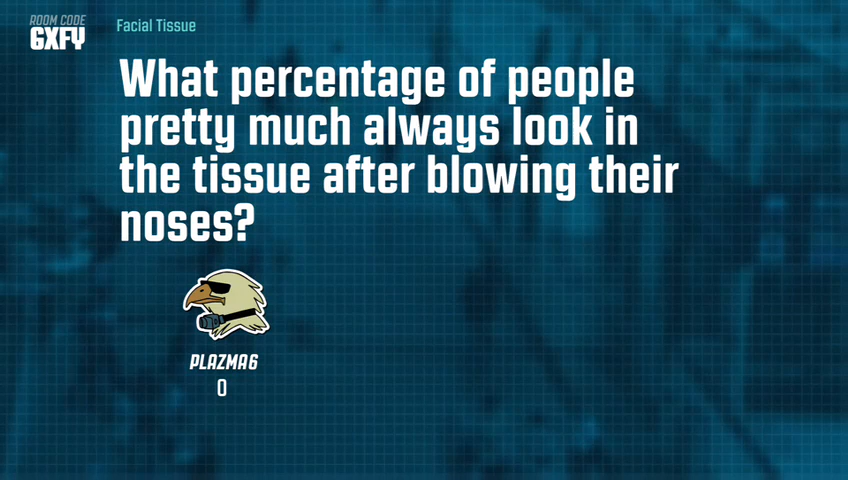 ROOM CODE
6XFY
Facial Tissue
What percentage of people
pretty much always look in
the tissue after blowing their
noses?
PLAZMA6
0